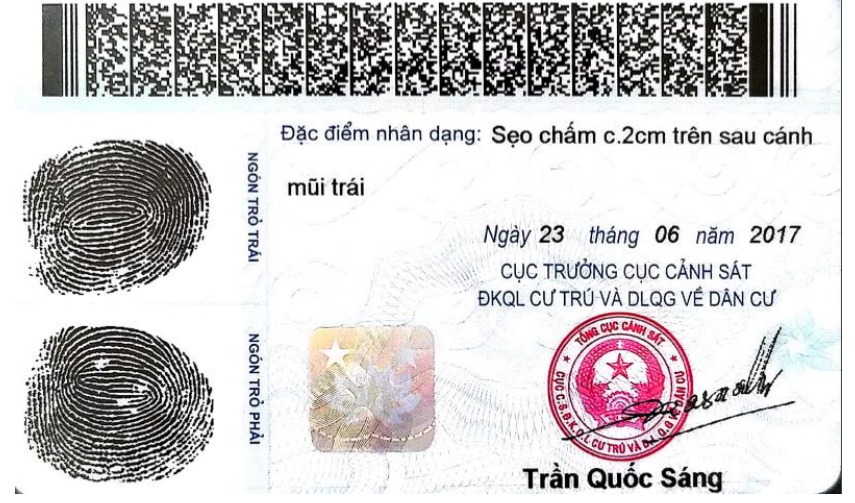 Đặc điểm nhân dạng: Sẹo chấm c.2cm trên sau cánh
mũi trái
NGÓN TRỎ TRÁI
Ngày 23 tháng 06 năm 2017
CỤC TRƯỞNG CỤC CẢNH SÁT
ĐKQL CƯ TRÚ VÀ DLQG VỀ DÂN CƯ
NGÓN TRỎ PHẢI
TỔNG CỤC CẢNH SÁT
CỤC C.S.Đ.K.Q.L CƯ TRÚ VÀ D.L.Q.G VỀ DÂN CƯ
Trần Quốc Sáng